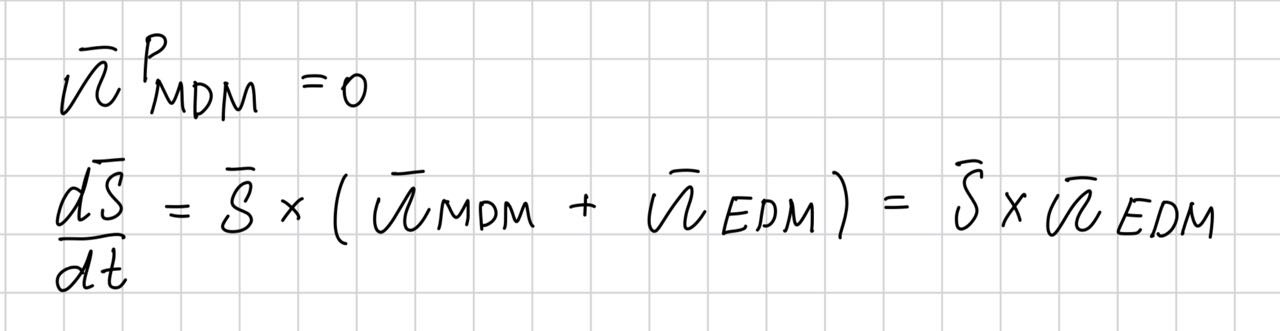 Ω̄ᴾ_MDM = 0
dS̄/dt = S̄ × (Ω̄_MDM + Ω̄_EDM) = S̄ × Ω̄_EDM